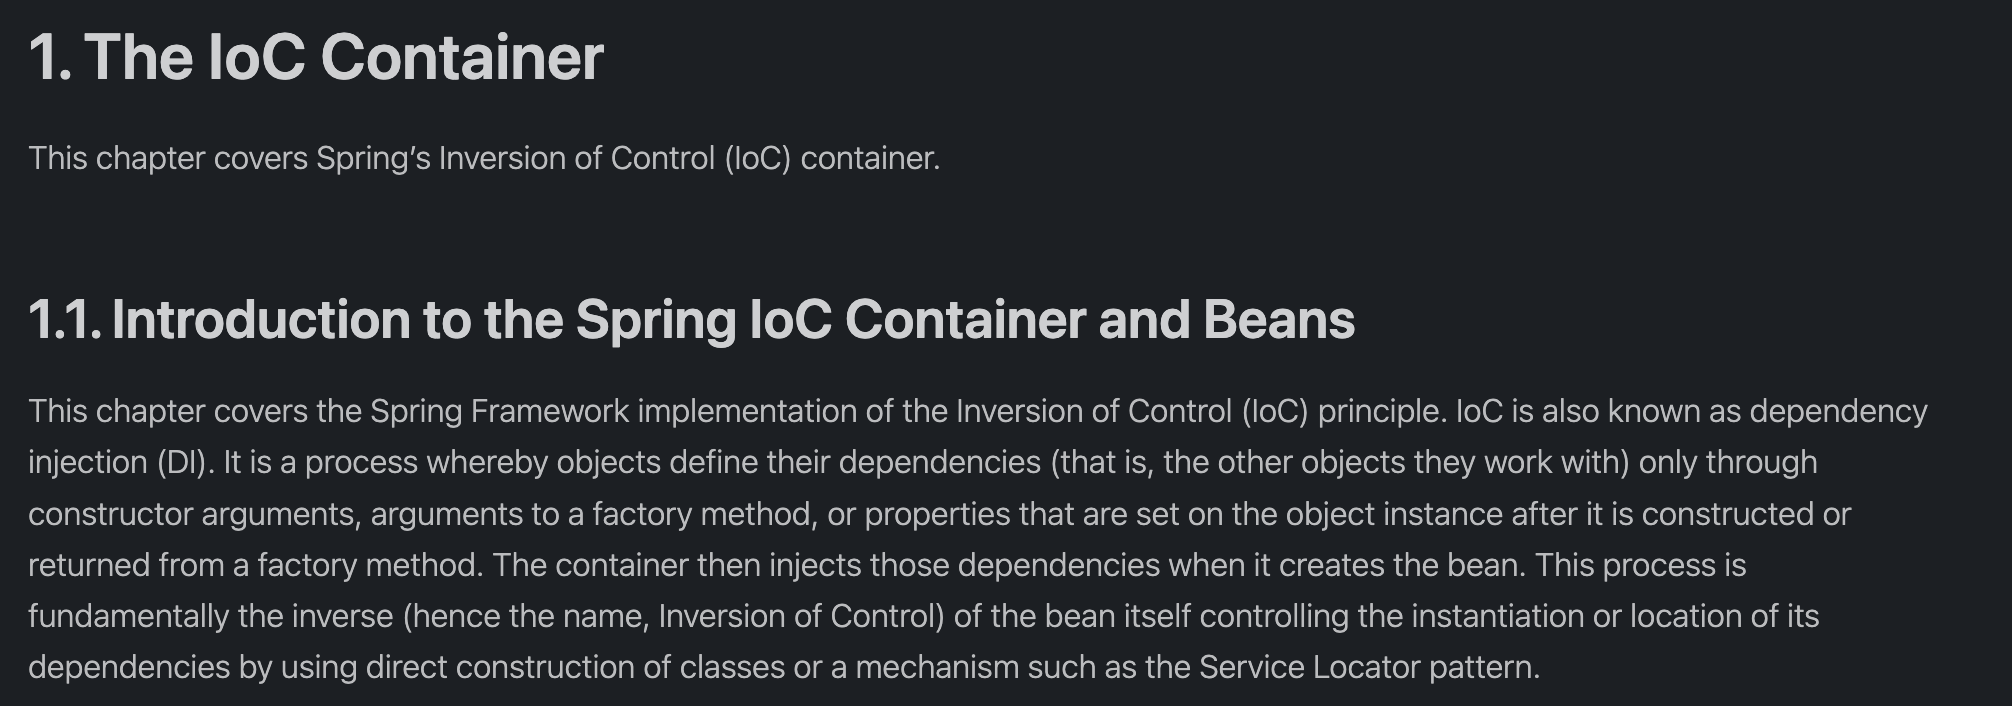 1. The IoC Container
This chapter covers Spring’s Inversion of Control (IoC) container.
1.1. Introduction to the Spring IoC Container and Beans
This chapter covers the Spring Framework implementation of the Inversion of Control (IoC) principle. IoC is also known as dependency
injection (DI). It is a process whereby objects define their dependencies (that is, the other objects they work with) only through
constructor arguments, arguments to a factory method, or properties that are set on the object instance after it is constructed or
returned from a factory method. The container then injects those dependencies when it creates the bean. This process is
fundamentally the inverse (hence the name, Inversion of Control) of the bean itself controlling the instantiation or location of its
dependencies by using direct construction of classes or a mechanism such as the Service Locator pattern.